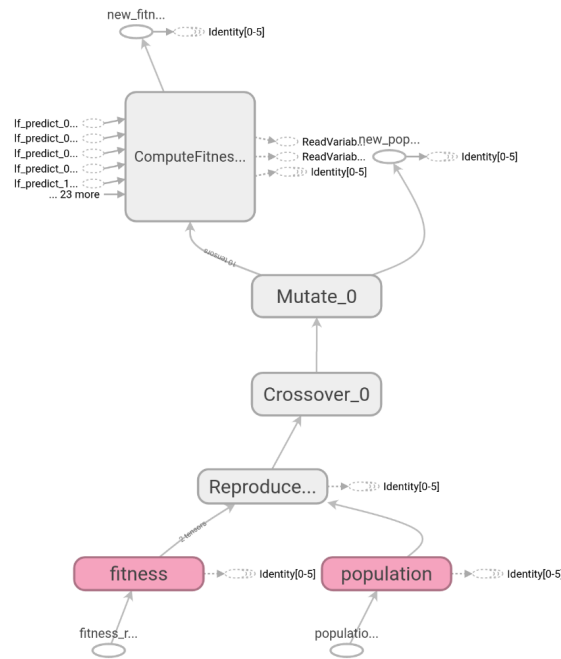 new_fitn...
Identity[0-5]
If_predict_0...
If_predict_0...
If_predict_0...
If_predict_0...
If_predict_1...
... 23 more
ComputeFitnes...
ReadVariab...
ReadVariab...
Identity[0-5]
new_pop...
Identity[0-5]
10 tensors
Mutate_0
Crossover_0
Reproduce...
Identity[0-5]
2 tensors
fitness
Identity[0-5]
population
Identity[0-5]
fitness_r...
populatio...